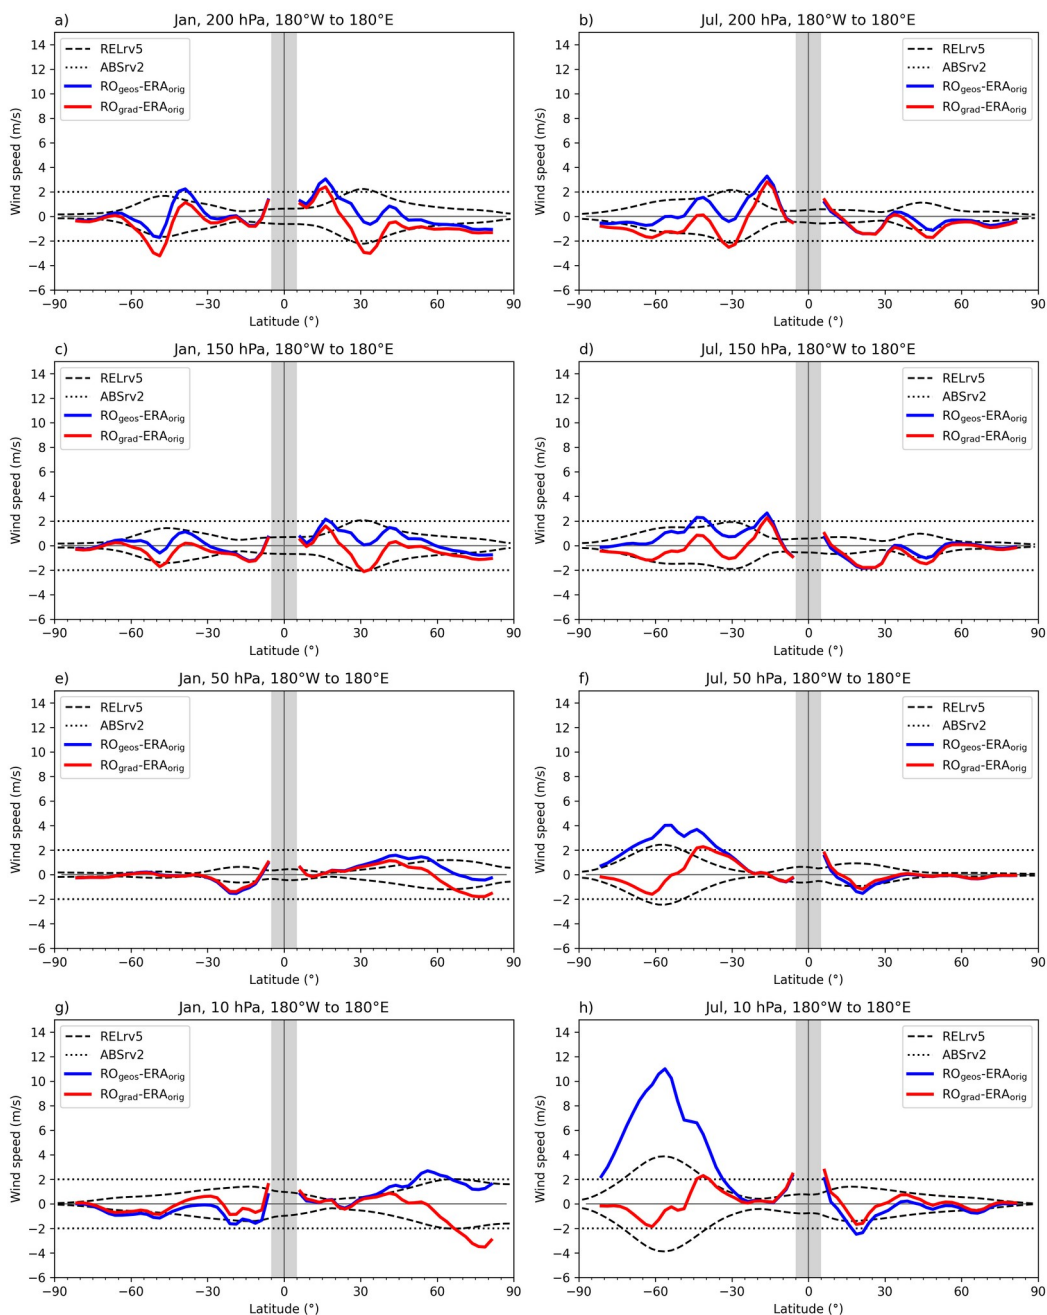 a) Jan, 200 hPa, 180°W to 180°E
RELrv5
ABSrv2
ROgeos-ERAorig
ROgrad-ERAorig
Wind speed (m/s)
14
12
10
8
6
4
2
0
−2
−4
−6
−90 −60 −30 0 30 60 90
Latitude (°)
b) Jul, 200 hPa, 180°W to 180°E
RELrv5
ABSrv2
ROgeos-ERAorig
ROgrad-ERAorig
Wind speed (m/s)
14
12
10
8
6
4
2
0
−2
−4
−6
−90 −60 −30 0 30 60 90
Latitude (°)
c) Jan, 150 hPa, 180°W to 180°E
RELrv5
ABSrv2
ROgeos-ERAorig
ROgrad-ERAorig
Wind speed (m/s)
14
12
10
8
6
4
2
0
−2
−4
−6
−90 −60 −30 0 30 60 90
Latitude (°)
d) Jul, 150 hPa, 180°W to 180°E
RELrv5
ABSrv2
ROgeos-ERAorig
ROgrad-ERAorig
Wind speed (m/s)
14
12
10
8
6
4
2
0
−2
−4
−6
−90 −60 −30 0 30 60 90
Latitude (°)
e) Jan, 50 hPa, 180°W to 180°E
RELrv5
ABSrv2
ROgeos-ERAorig
ROgrad-ERAorig
Wind speed (m/s)
14
12
10
8
6
4
2
0
−2
−4
−6
−90 −60 −30 0 30 60 90
Latitude (°)
f) Jul, 50 hPa, 180°W to 180°E
RELrv5
ABSrv2
ROgeos-ERAorig
ROgrad-ERAorig
Wind speed (m/s)
14
12
10
8
6
4
2
0
−2
−4
−6
−90 −60 −30 0 30 60 90
Latitude (°)
g) Jan, 10 hPa, 180°W to 180°E
RELrv5
ABSrv2
ROgeos-ERAorig
ROgrad-ERAorig
Wind speed (m/s)
14
12
10
8
6
4
2
0
−2
−4
−6
−90 −60 −30 0 30 60 90
Latitude (°)
h) Jul, 10 hPa, 180°W to 180°E
RELrv5
ABSrv2
ROgeos-ERAorig
ROgrad-ERAorig
Wind speed (m/s)
14
12
10
8
6
4
2
0
−2
−4
−6
−90 −60 −30 0 30 60 90
Latitude (°)